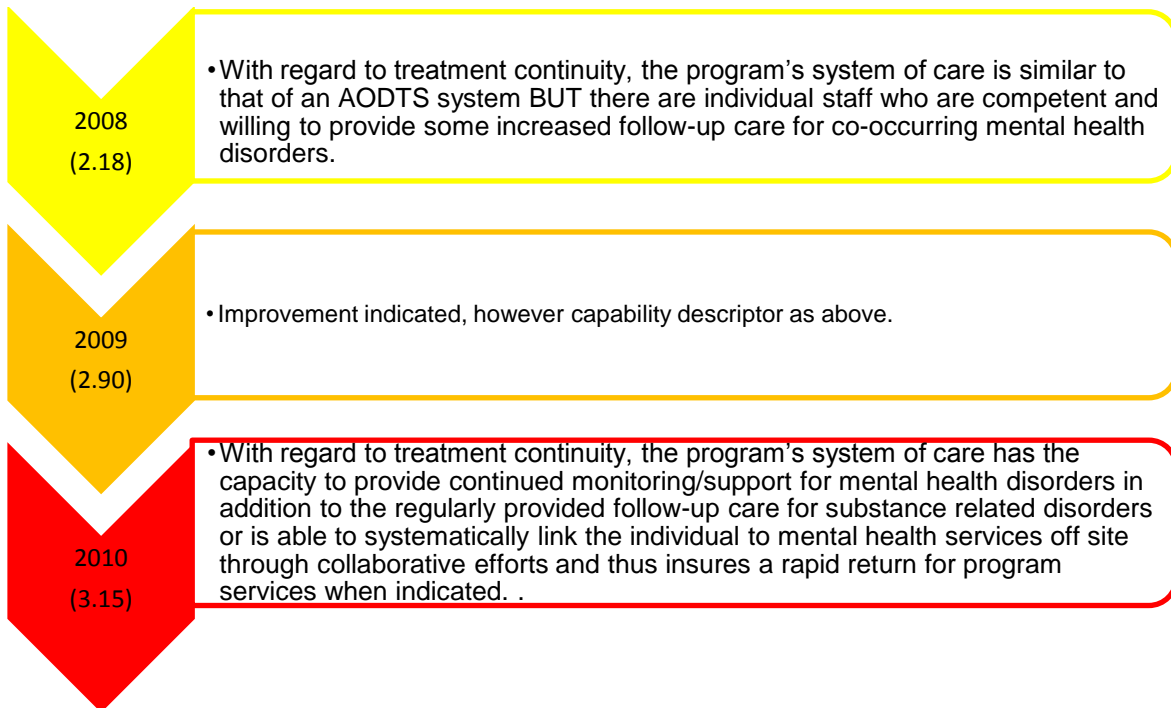 2008
(2.18)
•With regard to treatment continuity, the program’s system of care is similar to
that of an AODTS system BUT there are individual staff who are competent and
willing to provide some increased follow-up care for co-occurring mental health
disorders.
2009
(2.90)
•Improvement indicated, however capability descriptor as above.
2010
(3.15)
•With regard to treatment continuity, the program’s system of care has the
capacity to provide continued monitoring/support for mental health disorders in
addition to the regularly provided follow-up care for substance related disorders
or is able to systematically link the individual to mental health services off site
through collaborative efforts and thus insures a rapid return for program
services when indicated. .